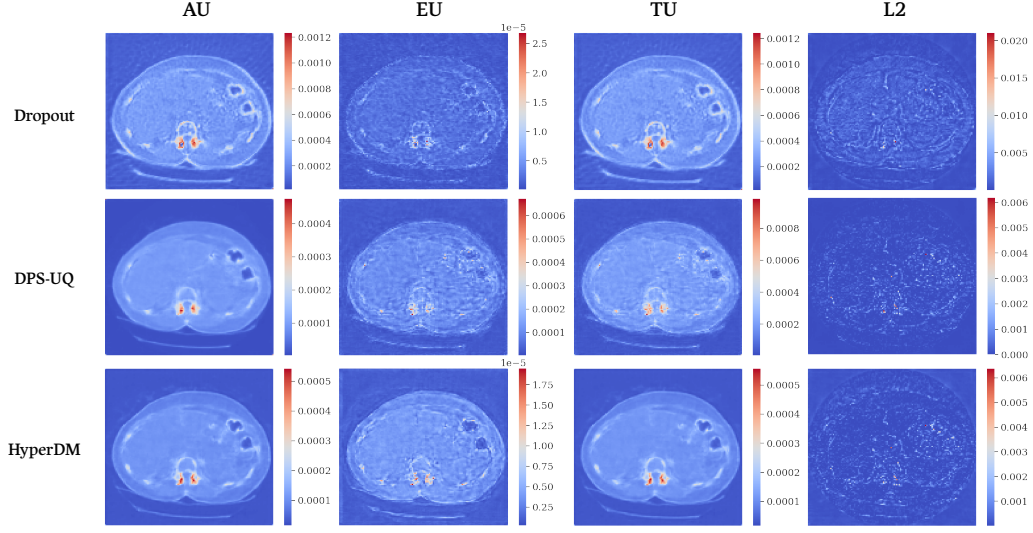 AU EU TU L2
Dropout
0.0012 0.0010 0.0008 0.0006 0.0004 0.0002
1e−5
2.5 2.0 1.5 1.0 0.5
0.0012 0.0010 0.0008 0.0006 0.0004 0.0002
0.020 0.015 0.010 0.005
DPS-UQ
0.0004 0.0003 0.0002 0.0001
0.0006 0.0005 0.0004 0.0003 0.0002 0.0001
0.0008 0.0006 0.0004 0.0002
0.006 0.005 0.004 0.003 0.002 0.001 0.000
HyperDM
0.0005 0.0004 0.0003 0.0002 0.0001
1e−5
1.75 1.50 1.25 1.00 0.75 0.50 0.25
0.0005 0.0004 0.0003 0.0002 0.0001
0.006 0.005 0.004 0.003 0.002 0.001 0.000